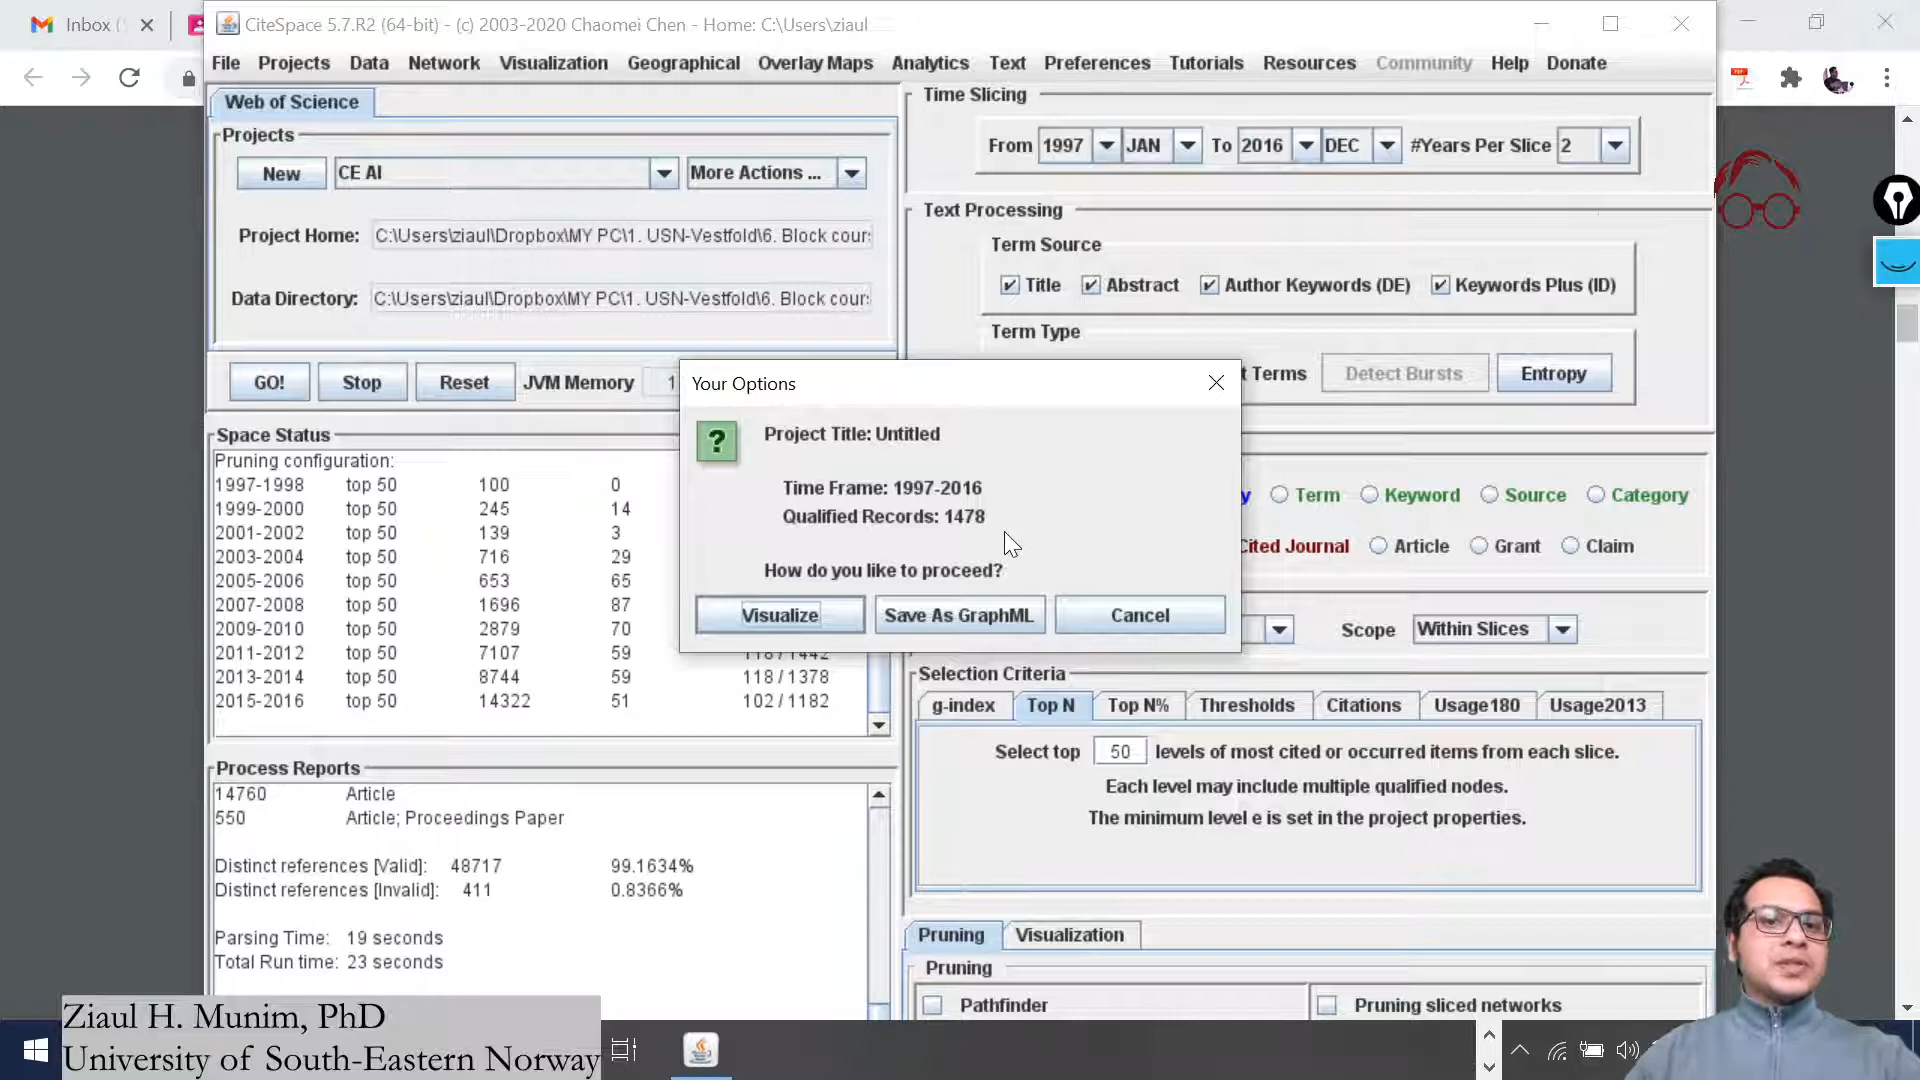 Inbox (
CiteSpace 5.7.R2 (64-bit) - (c) 2003-2020 Chaomei Chen - Home: C:\Users\ziaul
File Projects Data Network Visualization Geographical Overlay Maps Analytics Text Preferences Tutorials Resources Community Help Donate
Web of Science
Projects
New CE AI More Actions ...
Project Home: C:\Users\ziaul\Dropbox\MY PC\1. USN-Vestfold\6. Block cour
Data Directory: C:\Users\ziaul\Dropbox\MY PC\1. USN-Vestfold\6. Block cour
GO! Stop Reset JVM Memory 1
Space Status
Pruning configuration:
1997-1998 top 50 100 0
1999-2000 top 50 245 14
2001-2002 top 50 139 3
2003-2004 top 50 716 29
2005-2006 top 50 653 65
2007-2008 top 50 1696 87
2009-2010 top 50 2879 70
2011-2012 top 50 7107 59 118 / 1442
2013-2014 top 50 8744 59 118 / 1378
2015-2016 top 50 14322 51 102 / 1182
Process Reports
14760 Article
550 Article; Proceedings Paper
Distinct references [Valid]: 48717 99.1634%
Distinct references [Invalid]: 411 0.8366%
Parsing Time: 19 seconds
Total Run time: 23 seconds
Time Slicing
From 1997 JAN To 2016 DEC #Years Per Slice 2
Text Processing
Term Source
Title Abstract Author Keywords (DE) Keywords Plus (ID)
Term Type
t Terms Detect Bursts Entropy
y Term Keyword Source Category
Cited Journal Article Grant Claim
Scope Within Slices
Selection Criteria
g-index Top N Top N% Thresholds Citations Usage180 Usage2013
Select top 50 levels of most cited or occurred items from each slice.
Each level may include multiple qualified nodes.
The minimum level e is set in the project properties.
Pruning Visualization
Pruning
Pathfinder Pruning sliced networks
Your Options
?
Project Title: Untitled
Time Frame: 1997-2016
Qualified Records: 1478
How do you like to proceed?
Visualize Save As GraphML Cancel
Ziaul H. Munim, PhD
University of South-Eastern Norway